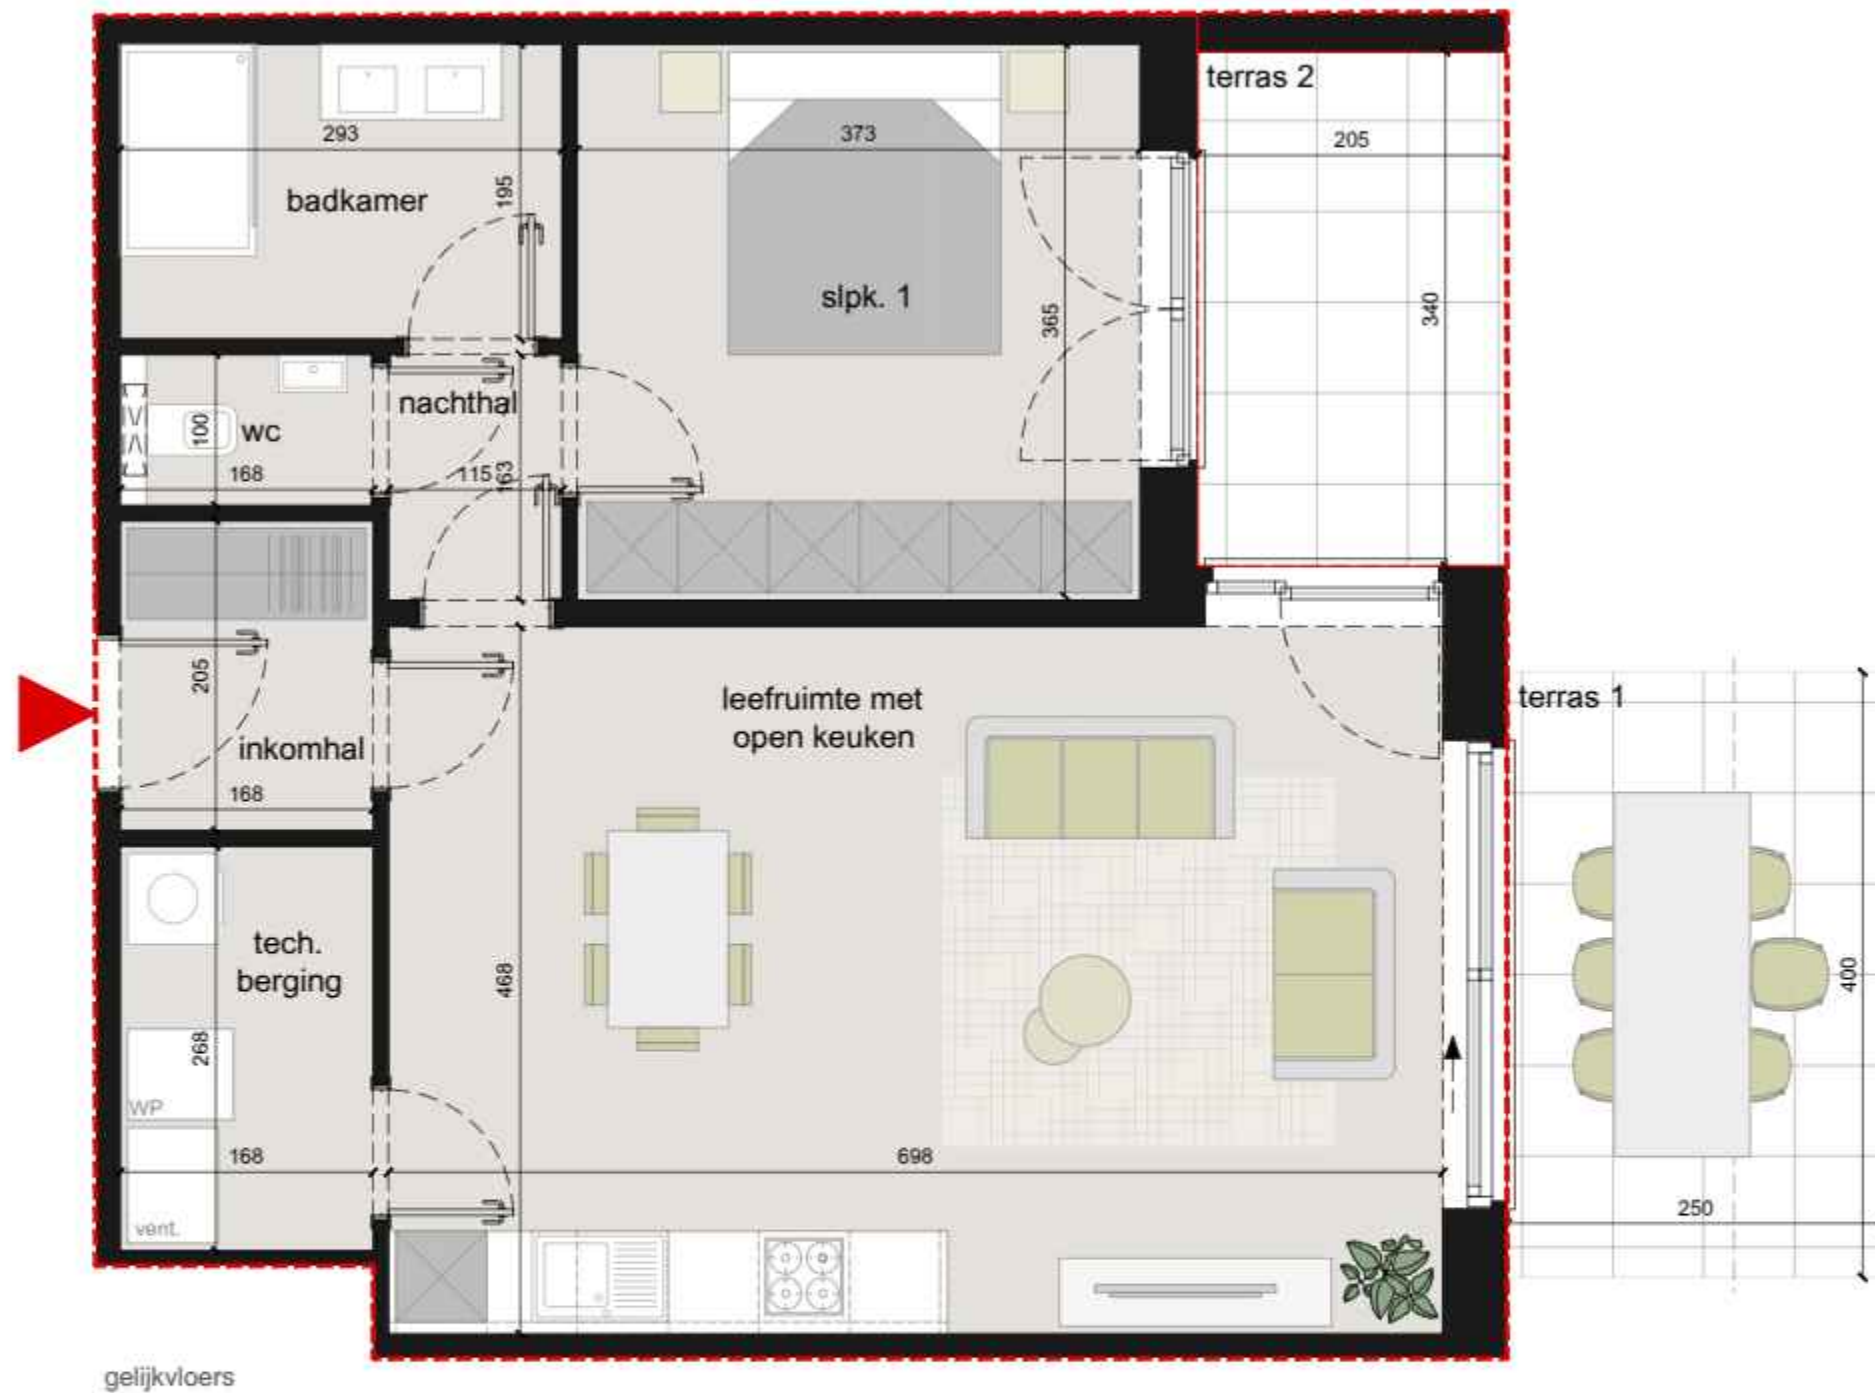 terras 2
293
373
205
badkamer
195
slpk. 1
365
340
nachthal
wc
100
168
115
163
205
leefruimte met
open keuken
terras 1
inkomhal
168
tech.
berging
468
400
268
WP
168
698
vent.
250
gelijkvloers